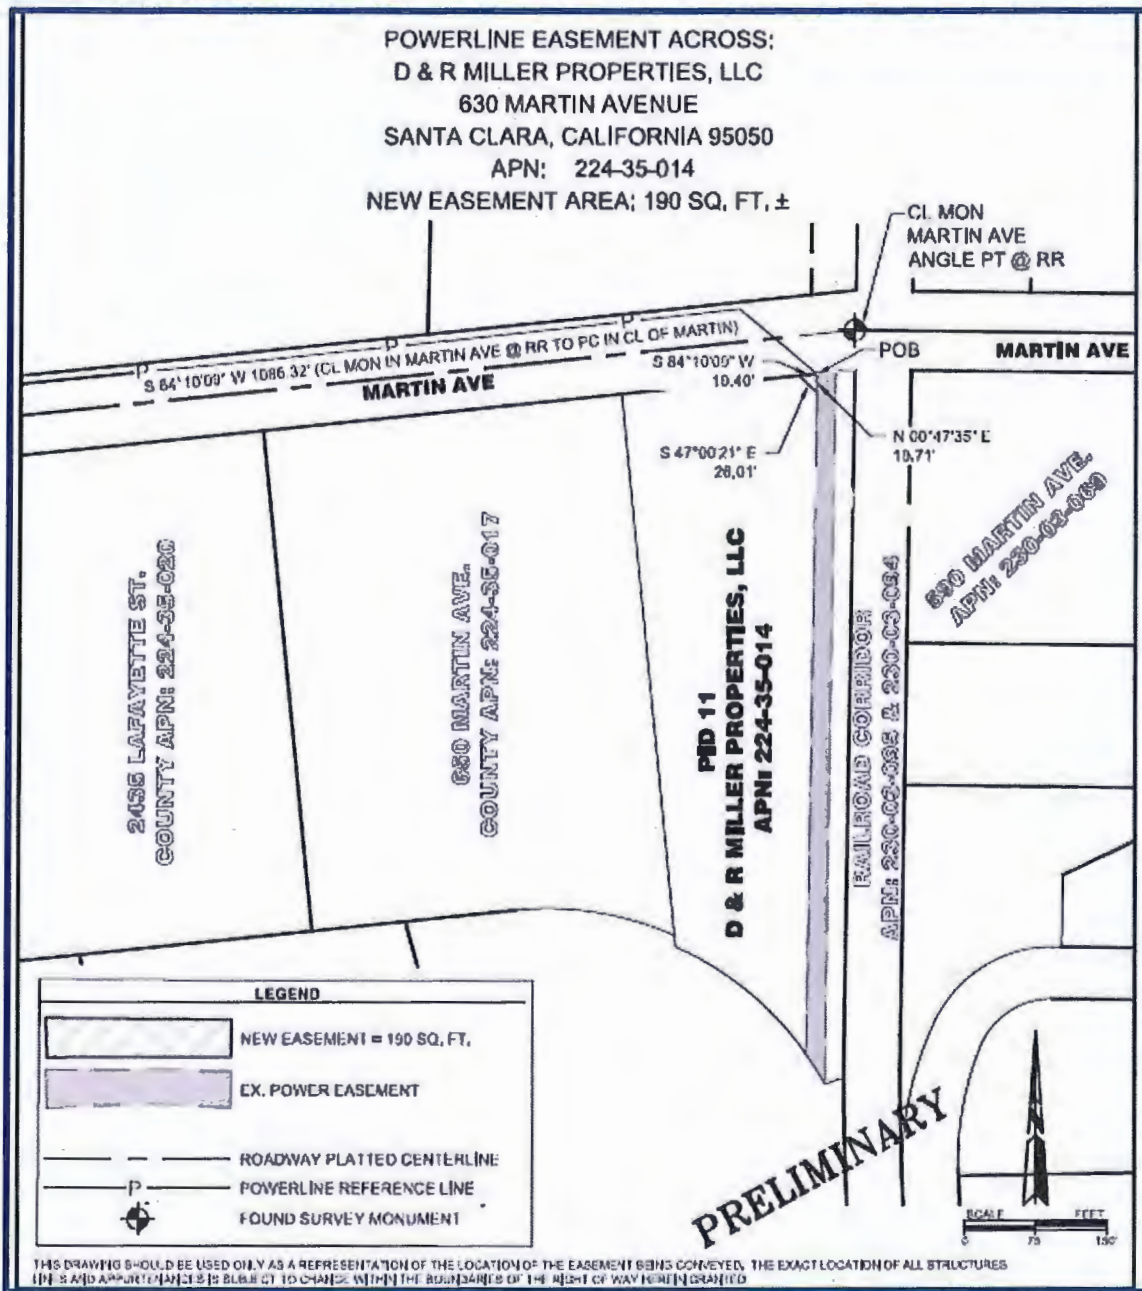 POWERLINE EASEMENT ACROSS:
D & R MILLER PROPERTIES, LLC
630 MARTIN AVENUE
SANTA CLARA, CALIFORNIA 95050
APN: 224-35-014
NEW EASEMENT AREA: 190 SQ. FT. ±
CL MON
MARTIN AVE
ANGLE PT @ RR
P
P
P
S 84°10'09" W 1086.32' (CL MON IN MARTIN AVE @ RR TO PC IN CL OF MARTIN)
MARTIN AVE
S 84°10'09" W
19.40'
POB
MARTIN AVE
S 47°00'21" E
26.01'
N 00°47'35" E
18.71'
2435 LAFAYETTE ST.
COUNTY APN: 224-35-020
650 MARTIN AVE.
COUNTY APN: 224-35-017
PID 11
D & R MILLER PROPERTIES, LLC
APN: 224-35-014
RAILROAD CORRIDOR
APN: 230-03-095 & 230-03-094
590 MARTIN AVE.
APN: 230-03-069
LEGEND
NEW EASEMENT = 190 SQ. FT.
EX. POWER EASEMENT
ROADWAY PLATTED CENTERLINE
P
POWERLINE REFERENCE LINE
FOUND SURVEY MONUMENT
PRELIMINARY
SCALE FEET
0 75 150'
THIS DRAWING SHOULD BE USED ONLY AS A REPRESENTATION OF THE LOCATION OF THE EASEMENT BEING CONVEYED. THE EXACT LOCATION OF ALL STRUCTURES
LINES AND APPURTENANCES IS SUBJECT TO CHANGE WITHIN THE BOUNDARIES OF THE RIGHT OF WAY HEREIN GRANTED